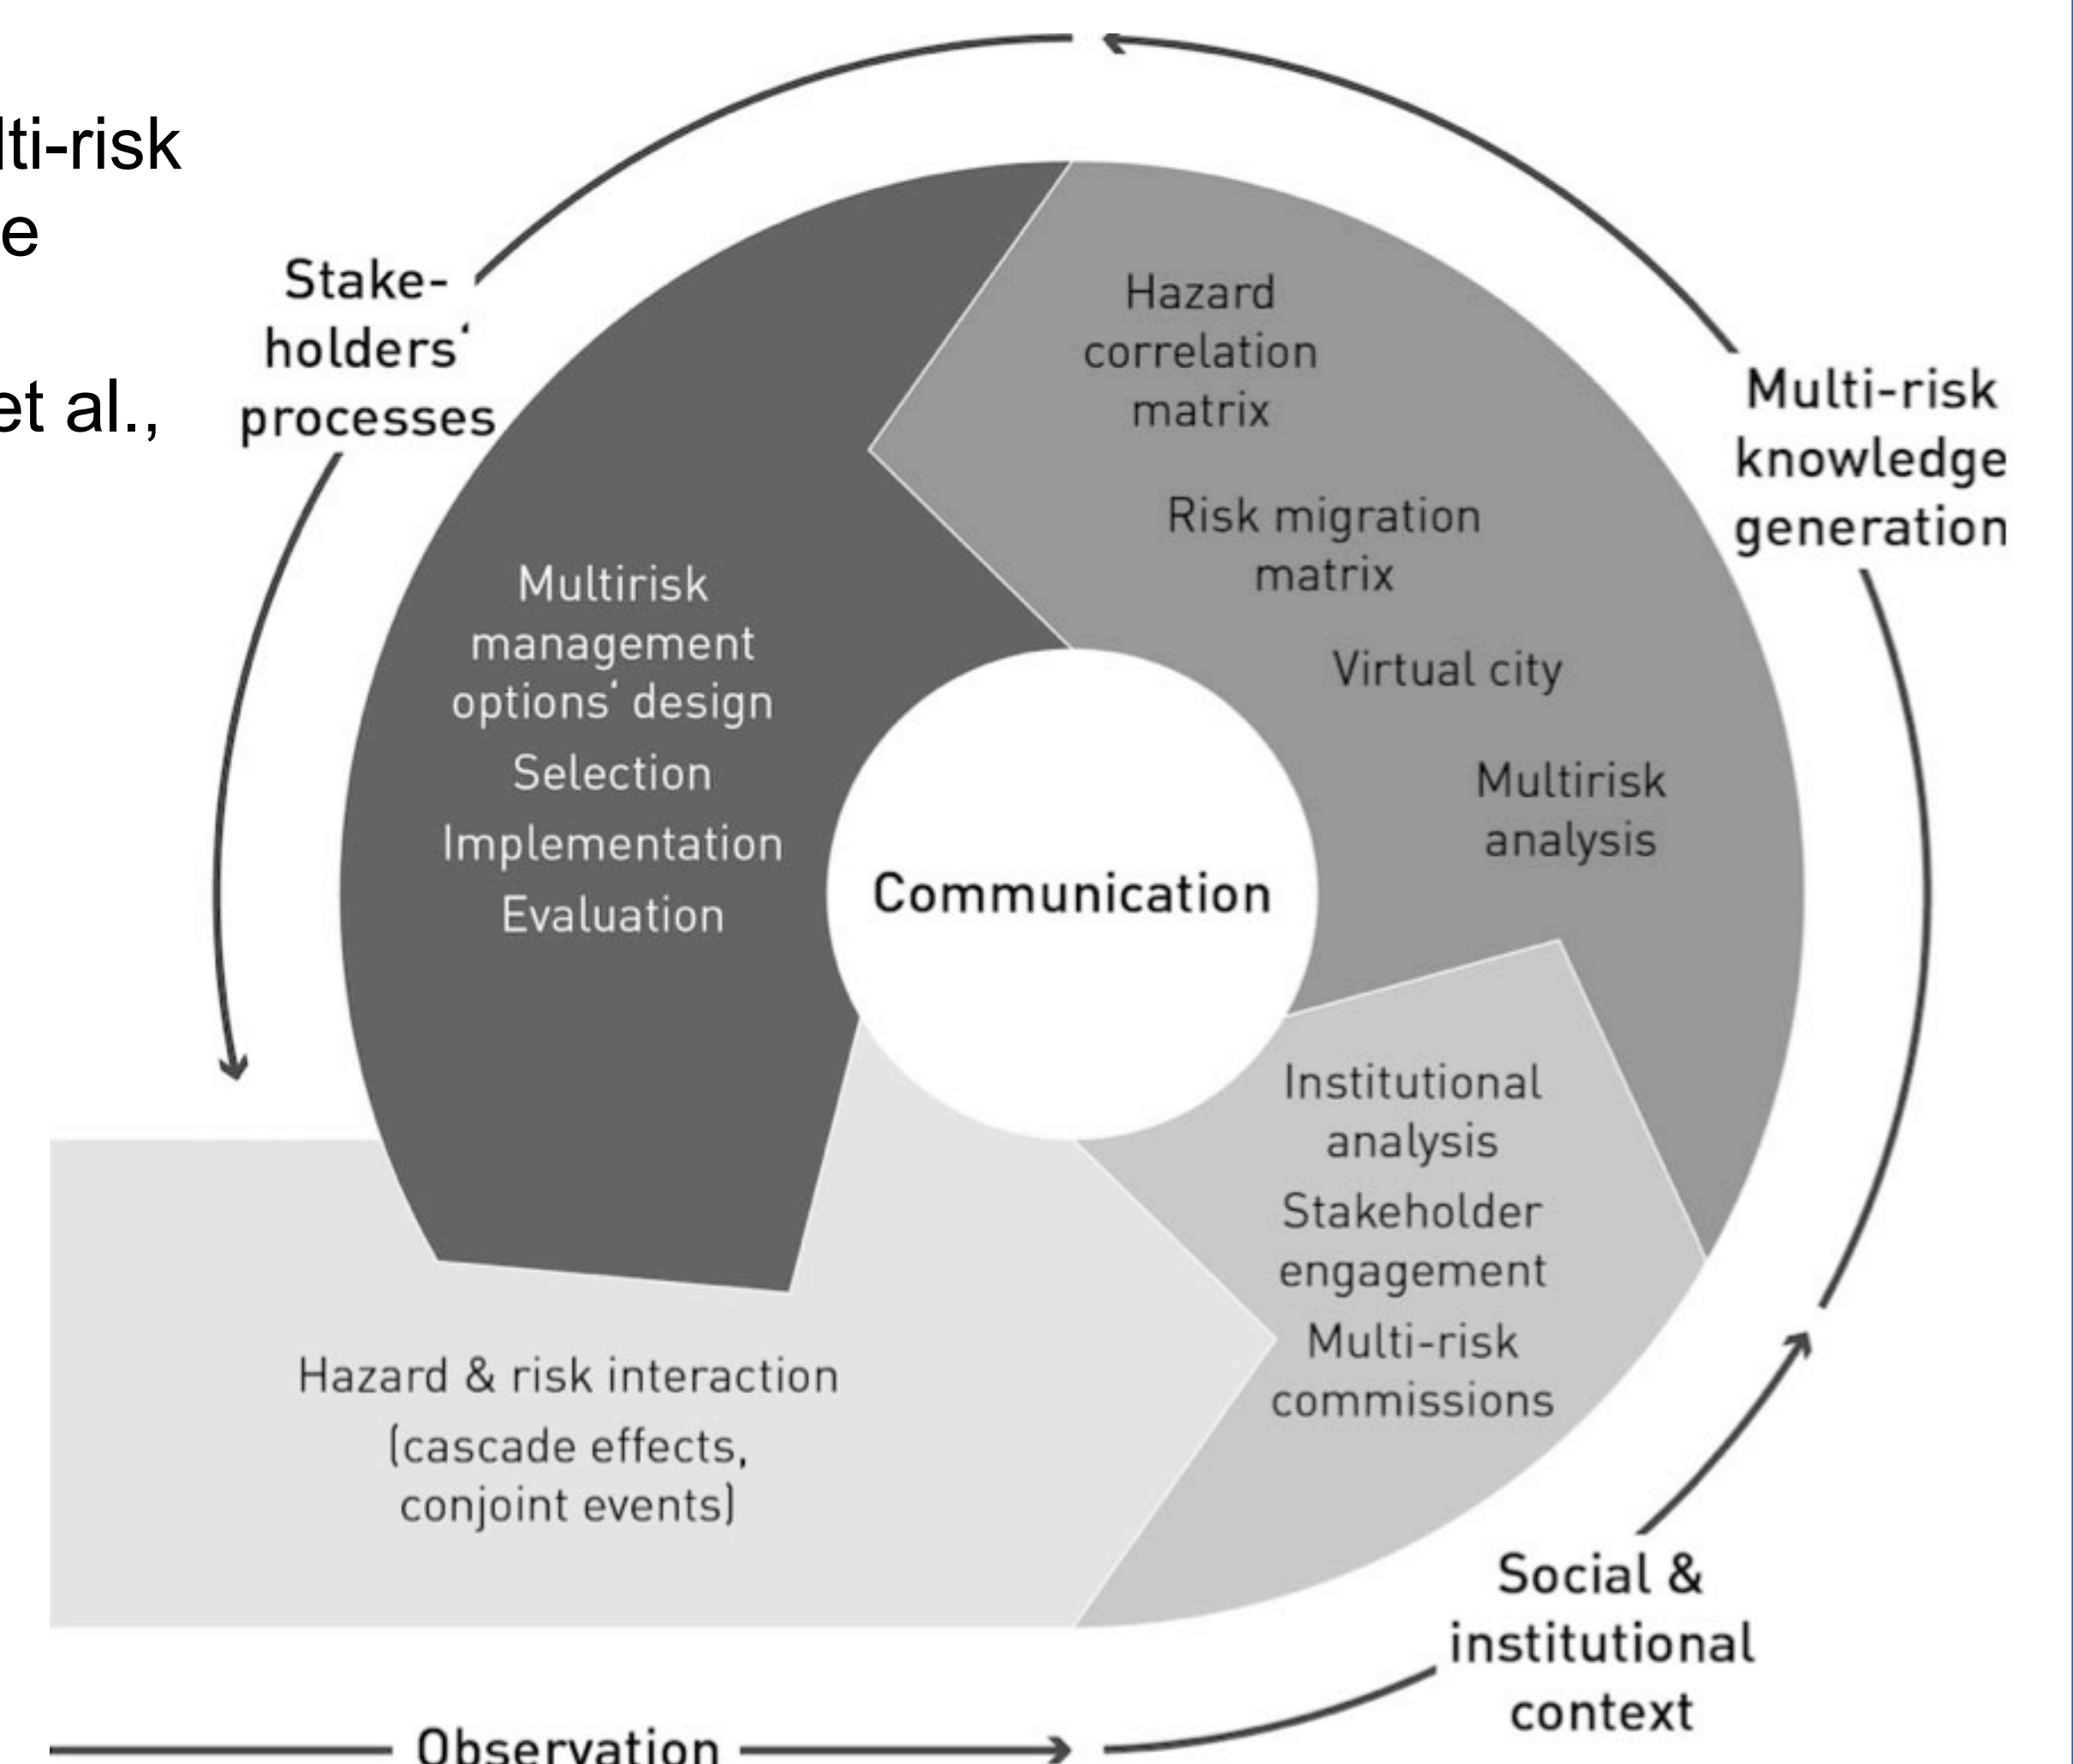 lti-risk
e
et al.,
Stake-
holders‘
processes
Hazard
correlation
matrix
Risk migration
matrix
Virtual city
Multirisk
analysis
Multi-risk
knowledge
generation
Multirisk
management
options‘ design
Selection
Implementation
Evaluation
Communication
Institutional
analysis
Stakeholder
engagement
Multi-risk
commissions
Hazard & risk interaction
(cascade effects,
conjoint events)
Social &
institutional
context
Observation